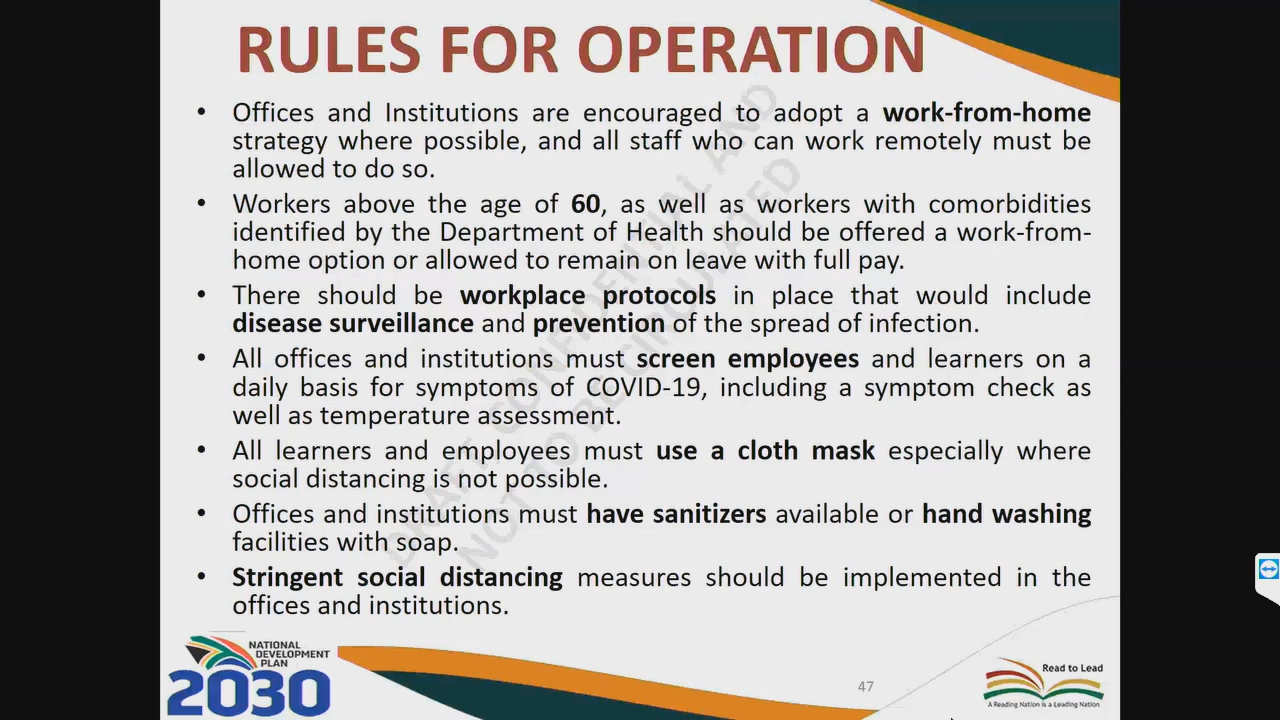 RULES FOR OPERATION
• Offices and Institutions are encouraged to adopt a work-from-home
strategy where possible, and all staff who can work remotely must be
allowed to do so.
• Workers above the age of 60, as well as workers with comorbidities
identified by the Department of Health should be offered a work-from-
home option or allowed to remain on leave with full pay.
• There should be workplace protocols in place that would include
disease surveillance and prevention of the spread of infection.
• All offices and institutions must screen employees and learners on a
daily basis for symptoms of COVID-19, including a symptom check as
well as temperature assessment.
• All learners and employees must use a cloth mask especially where
social distancing is not possible.
• Offices and institutions must have sanitizers available or hand washing
facilities with soap.
• Stringent social distancing measures should be implemented in the
offices and institutions.
DRAFT, CONFIDENTIAL AND
NOT TO BE CIRCULATED
NATIONAL
DEVELOPMENT
PLAN
2030
47
Read to Lead
A Reading Nation is a Leading Nation